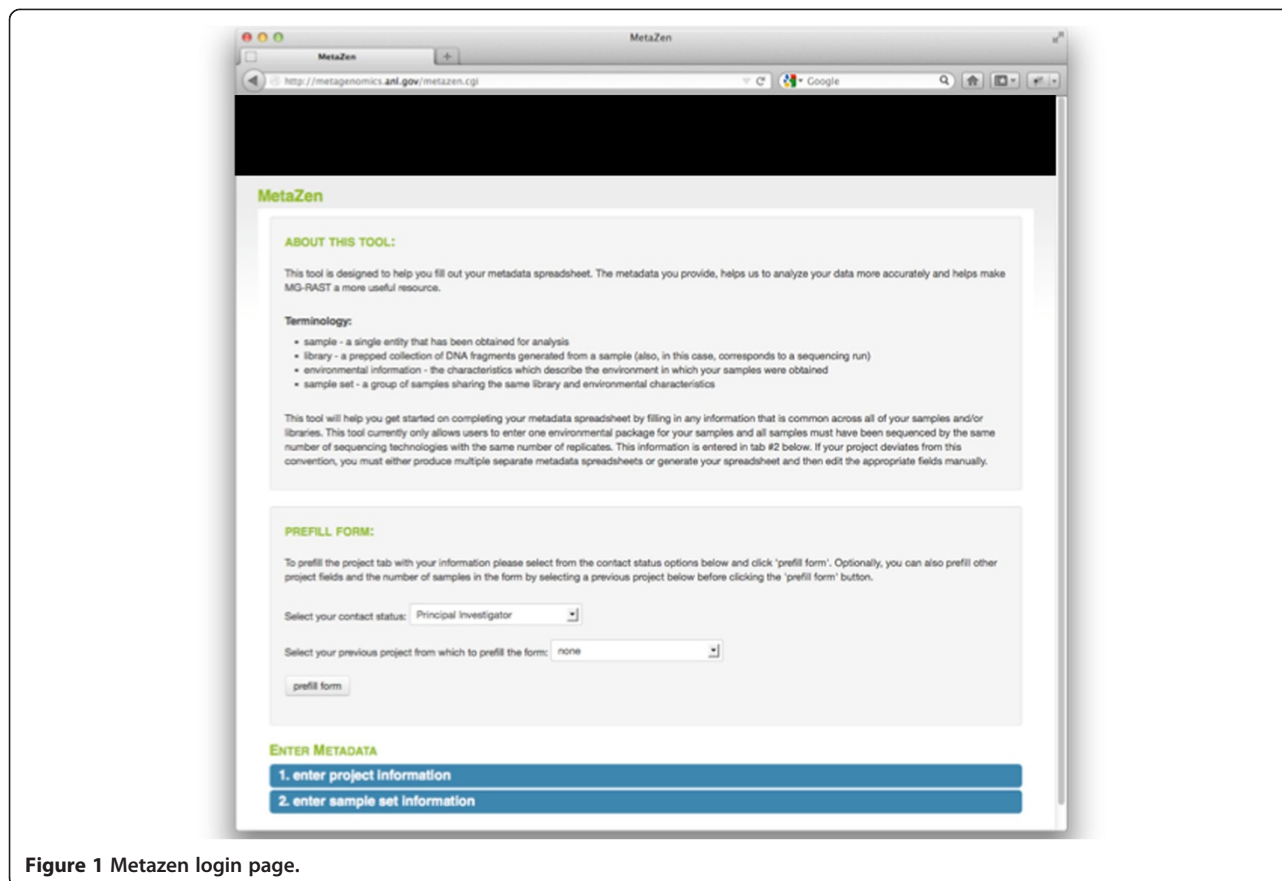 MetaZen
MetaZen
http://metagenomics.anl.gov/metazen.cgi
Google
MetaZen
ABOUT THIS TOOL:
This tool is designed to help you fill out your metadata spreadsheet. The metadata you provide, helps us to analyze your data more accurately and helps make
MG-RAST a more useful resource.
Terminology:
• sample - a single entity that has been obtained for analysis
• library - a prepped collection of DNA fragments generated from a sample (also, in this case, corresponds to a sequencing run)
• environmental information - the characteristics which describe the environment in which your samples were obtained
• sample set - a group of samples sharing the same library and environmental characteristics
This tool will help you get started on completing your metadata spreadsheet by filling in any information that is common across all of your samples and/or
libraries. This tool currently only allows users to enter one environmental package for your samples and all samples must have been sequenced by the same
number of sequencing technologies with the same number of replicates. This information is entered in tab #2 below. If your project deviates from this
convention, you must either produce multiple separate metadata spreadsheets or generate your spreadsheet and then edit the appropriate fields manually.
PREFILL FORM:
To prefill the project tab with your information please select from the contact status options below and click 'prefill form'. Optionally, you can also prefill other
project fields and the number of samples in the form by selecting a previous project below before clicking the 'prefill form' button.
Select your contact status: Principal Investigator
Select your previous project from which to prefill the form: none
prefill form
ENTER METADATA
1. enter project information
2. enter sample set information
Figure 1 Metazen login page.